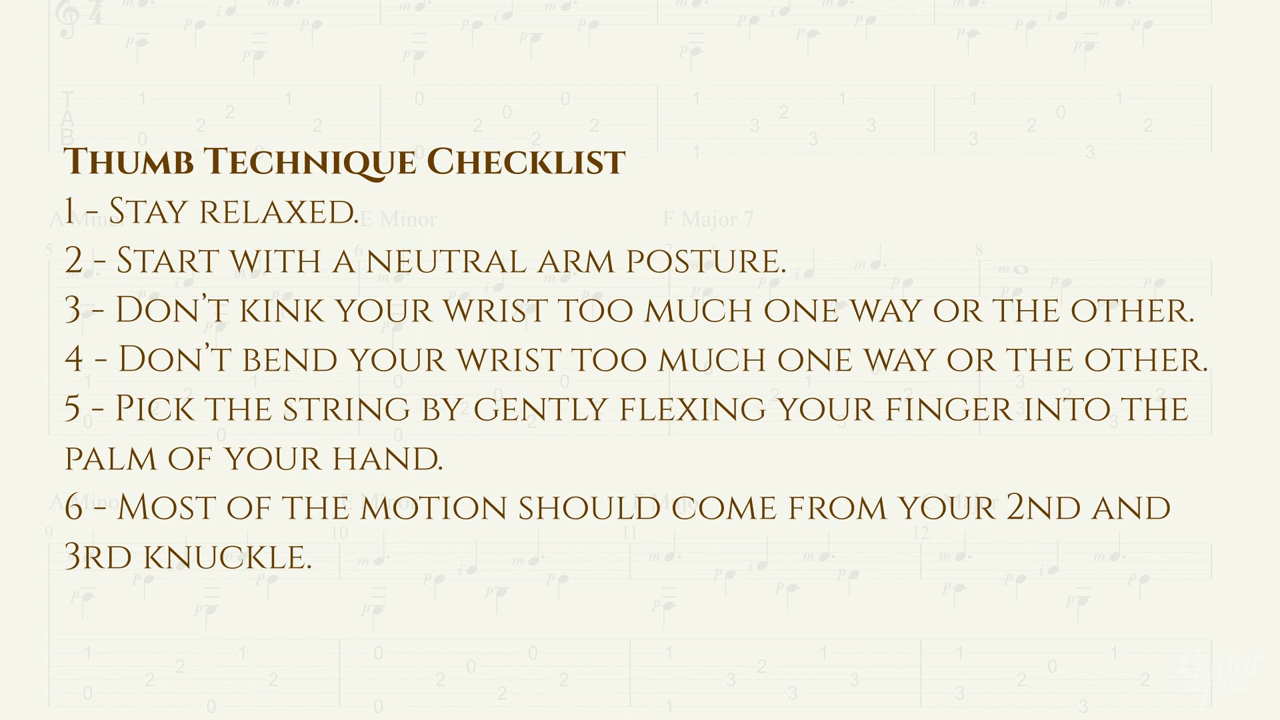 Thumb Technique Checklist
1 - Stay relaxed.
2 - Start with a neutral arm posture.
3 - Don't kink your wrist too much one way or the other.
4 - Don't bend your wrist too much one way or the other.
5 - Pick the string by gently flexing your finger into the
palm of your hand.
6 - Most of the motion should come from your 2nd and
3rd knuckle.